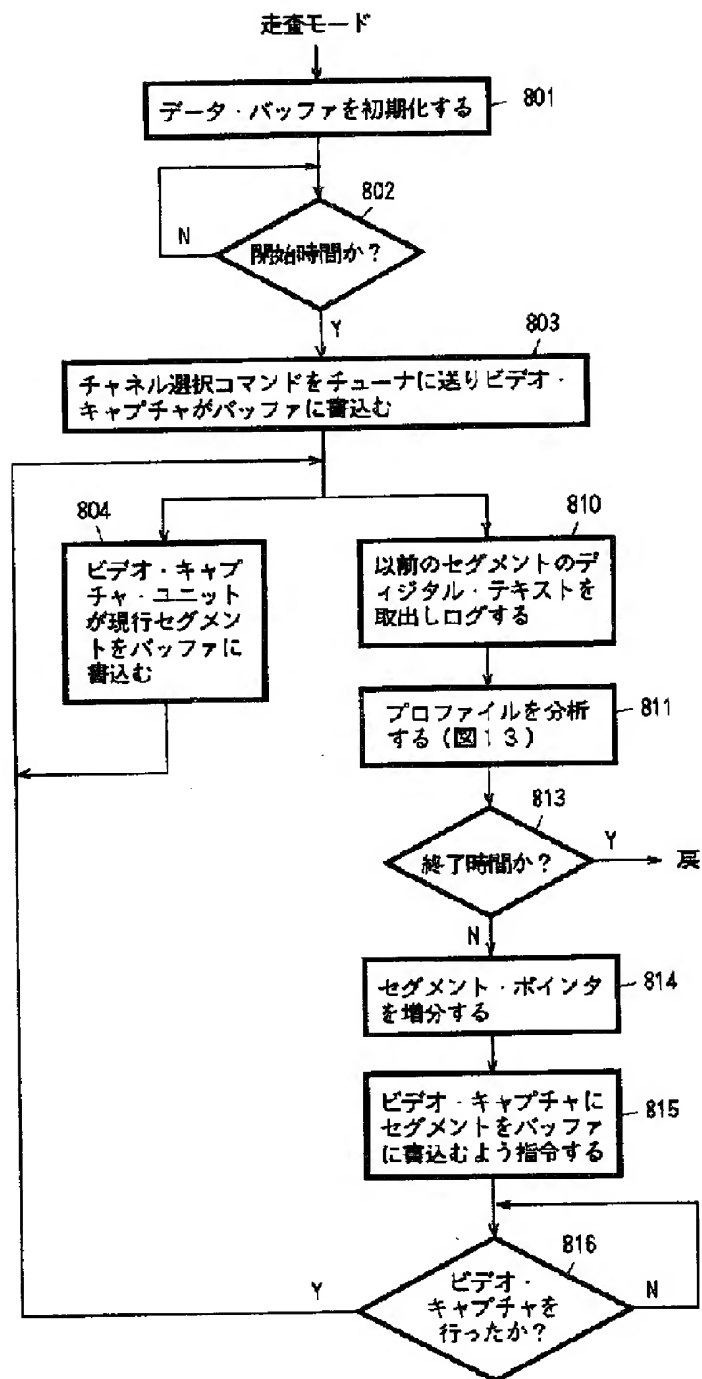 走査モード
データ・バッファを初期化する
801
802
N
開始時間か？
Y
803
チャネル選択コマンドをチューナに送りビデオ・
キャプチャがバッファに書込む
804
ビデオ・キャプ
チャ・ユニット
が現行セグメン
トをバッファに
書込む
810
以前のセグメントのデ
ィジタル・テキストを
取出しログする
プロファイルを分析
する（図１３）
811
813
終了時間か？
Y
戻
N
セグメント・ポインタ
を増分する
814
ビデオ・キャプチャに
セグメントをバッファ
に書込むよう指令する
815
816
Y
ビデオ・
キャプチャを
行ったか？
N